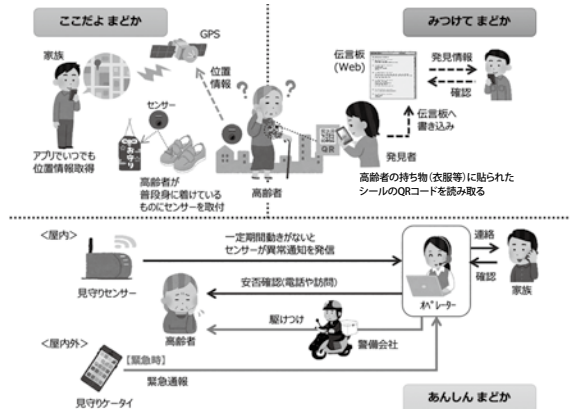 ここだよ まどか
家族
GPS
位置
情報
センサー
お守り
アプリでいつでも
位置情報取得
高齢者が
普段身に着けている
ものにセンサーを取付
高齢者
みつけて まどか
伝言板
(Web)
発見情報
確認
伝言板へ
書き込み
QR
発見者
高齢者の持ち物(衣服等)に貼られた
シールのQRコードを読み取る
<屋内>
見守りセンサー
一定期間動きがないと
センサーが異常通知を発信
安否確認(電話や訪問)
高齢者
駆けつけ
警備会社
オペレーター
連絡
確認
家族
<屋内外>
【緊急時】
緊急通報
見守りケータイ
あんしん まどか